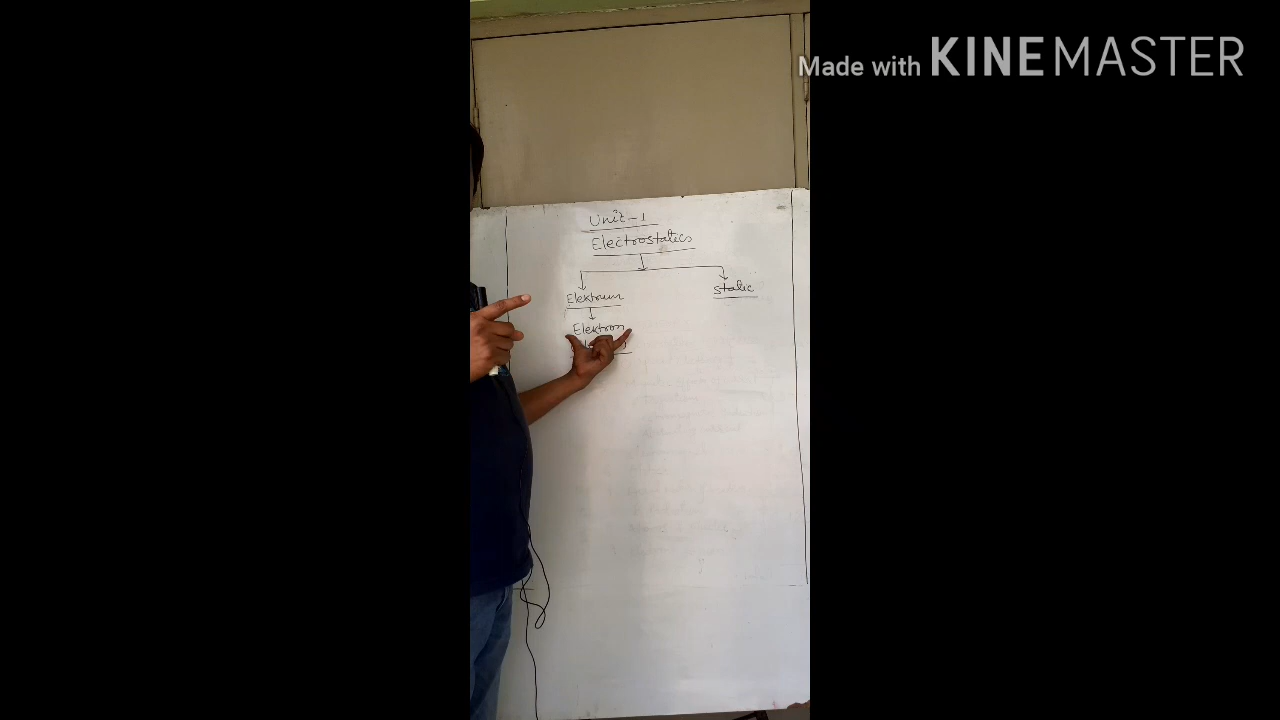 Made with KINEMASTER
Unit-1
Electrostatics
Elektrum
static
Elektron